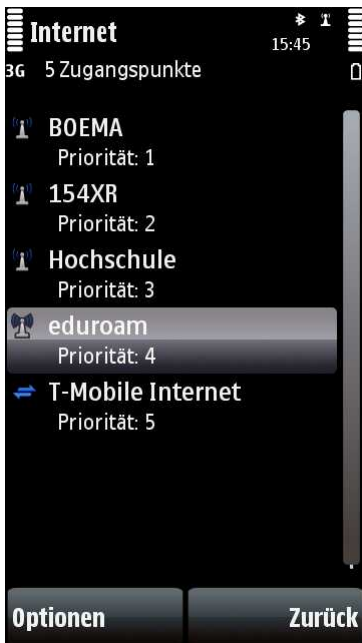 Internet
15:45
3G 5 Zugangspunkte
BOEMA
Priorität: 1
154XR
Priorität: 2
Hochschule
Priorität: 3
eduroam
Priorität: 4
T-Mobile Internet
Priorität: 5
Optionen Zurück